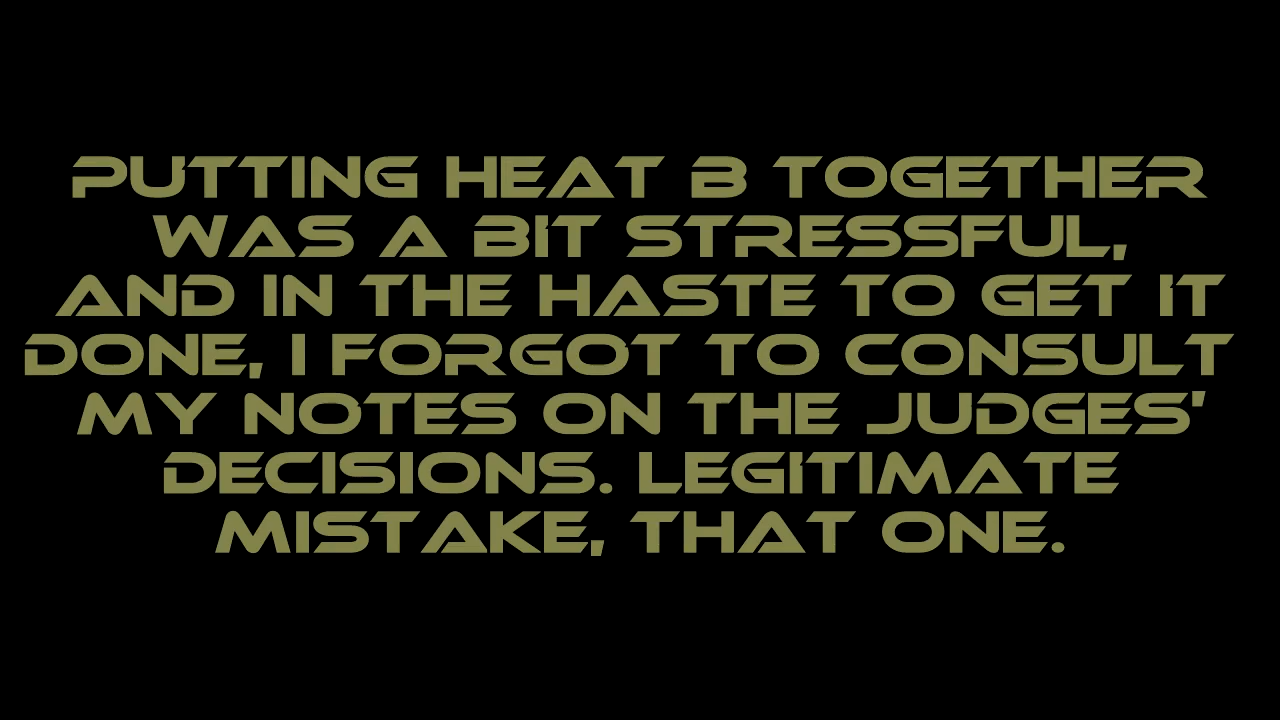 PUTTING HEAT B TOGETHER
WAS A BIT STRESSFUL,
AND IN THE HASTE TO GET IT
DONE, I FORGOT TO CONSULT
MY NOTES ON THE JUDGES'
DECISIONS. LEGITIMATE
MISTAKE, THAT ONE.